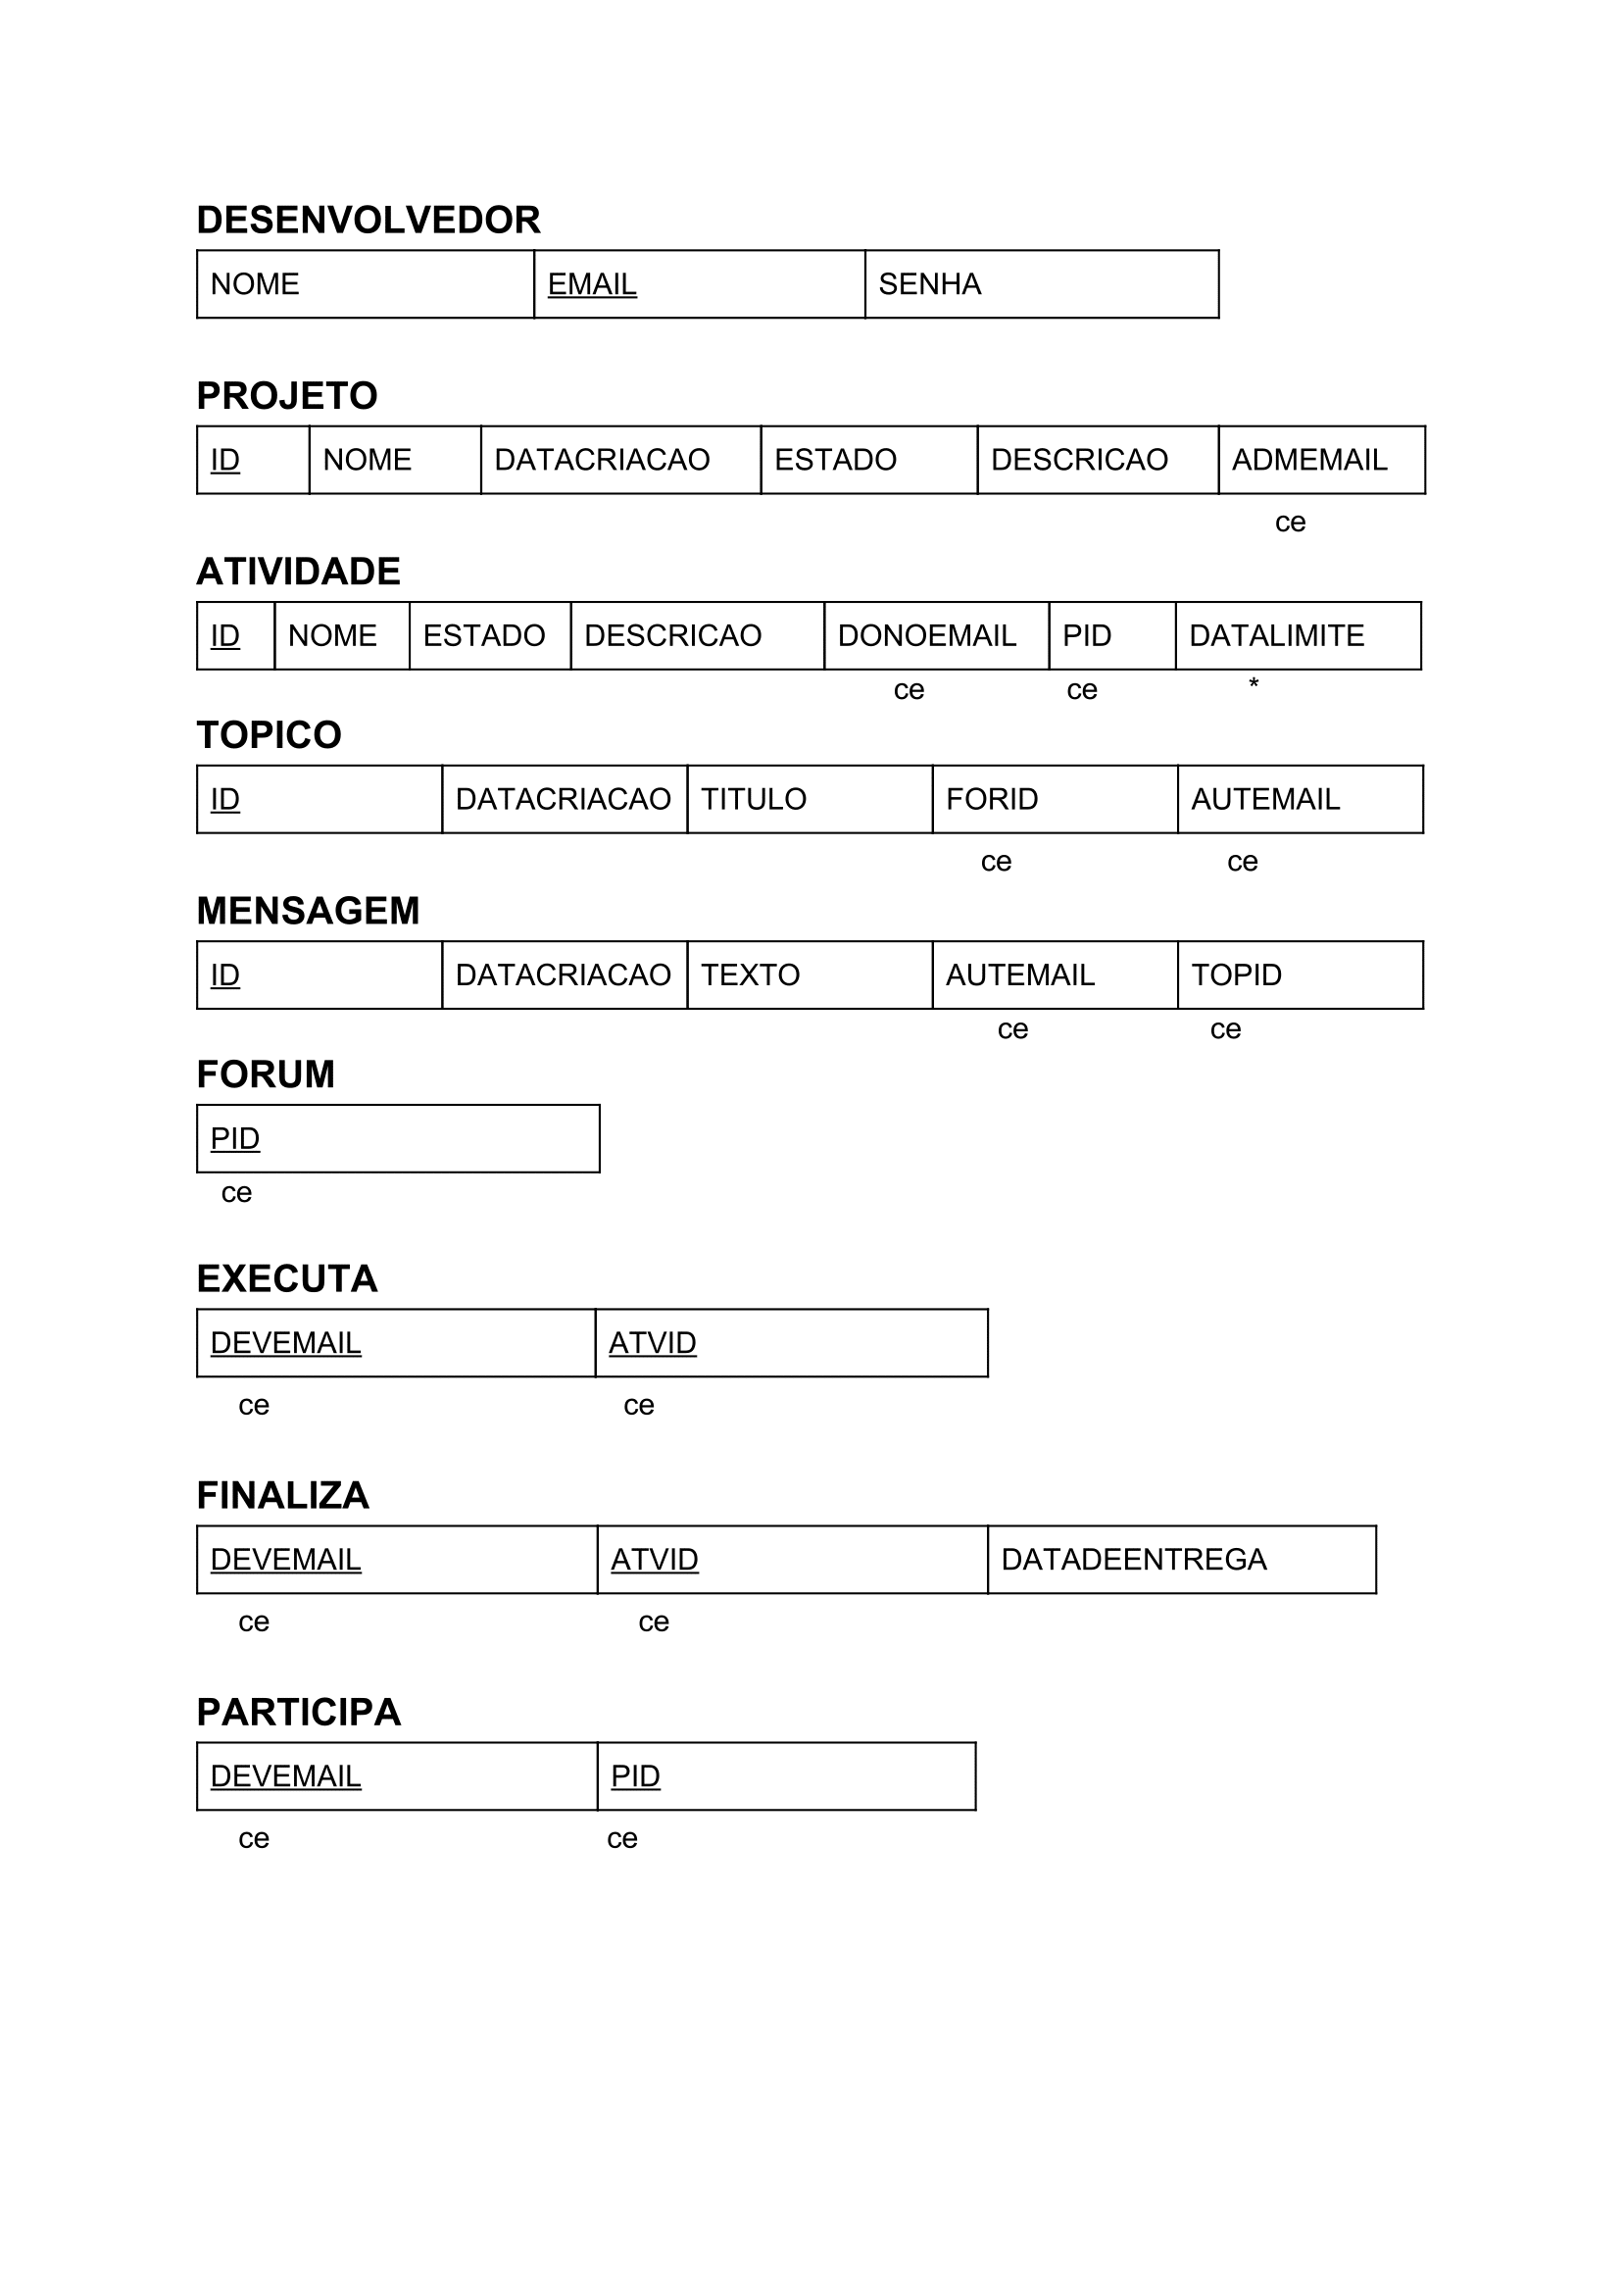 DESENVOLVEDOR
NOME EMAIL SENHA
PROJETO
ID NOME DATACRIACAO ESTADO DESCRICAO ADMEMAIL
ce
ATIVIDADE
ID NOME ESTADO DESCRICAO DONOEMAIL PID DATALIMITE
ce ce *
TOPICO
ID DATACRIACAO TITULO FORID AUTEMAIL
ce ce
MENSAGEM
ID DATACRIACAO TEXTO AUTEMAIL TOPID
ce ce
FORUM
PID
ce
EXECUTA
DEVEMAIL ATVID
ce ce
FINALIZA
DEVEMAIL ATVID DATADEENTREGA
ce ce
PARTICIPA
DEVEMAIL PID
ce ce